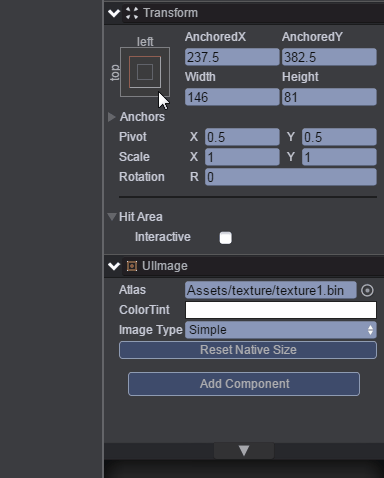 Transform
left
top
AnchoredX AnchoredY
237.5 382.5
Width Height
146 81
Anchors
Pivot X 0.5 Y 0.5
Scale X 1 Y 1
Rotation R 0
Hit Area
Interactive
UIImage
Atlas Assets/texture/texture1.bin
ColorTint
Image Type Simple
Reset Native Size
Add Component